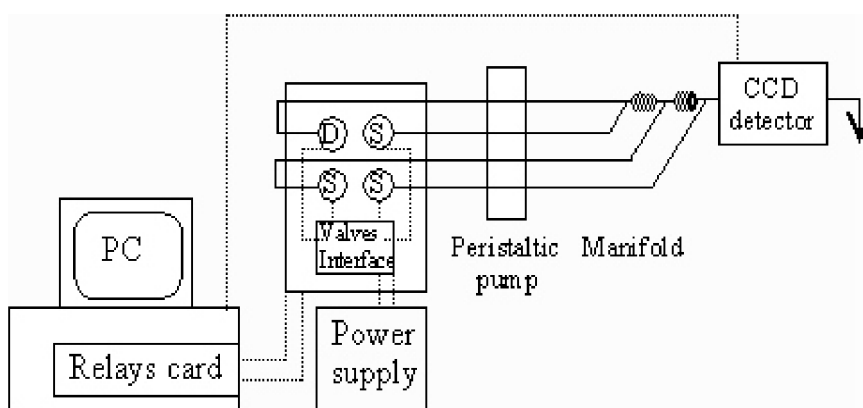 CCD
detector
D S
S S
Valves
Interface
PC
Peristaltic
pump
Manifold
Relays card
Power
supply